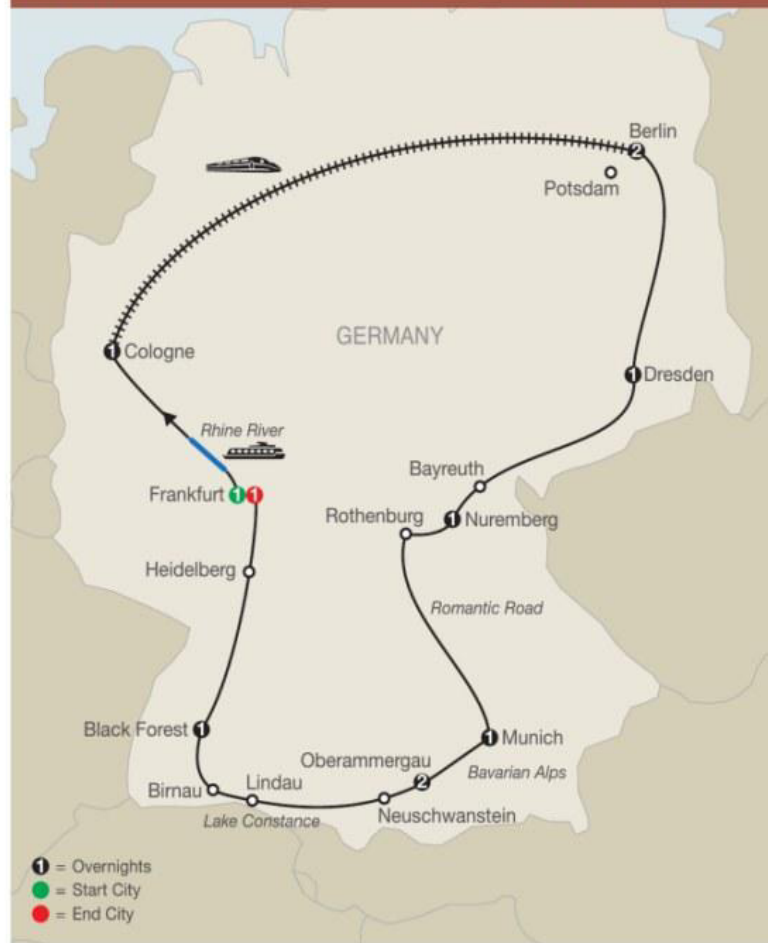 Berlin
2
Potsdam
GERMANY
1 Cologne
1 Dresden
Rhine River
Bayreuth
Frankfurt 1 1
Rothenburg
1 Nuremberg
Heidelberg
Romantic Road
Black Forest 1
1 Munich
Oberammergau
2
Bavarian Alps
Birnau
Lindau
Neuschwanstein
Lake Constance
1 = Overnights
= Start City
= End City